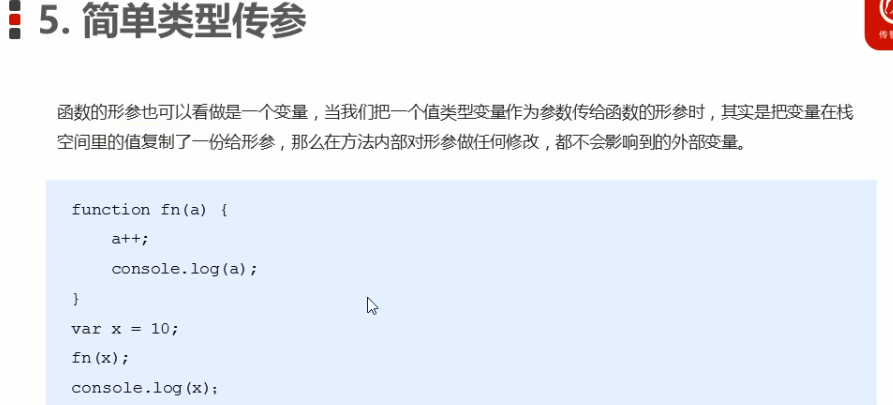 5. 简单类型传参
传智
函数的形参也可以看做是一个变量，当我们把一个值类型变量作为参数传给函数的形参时，其实是把变量在栈
空间里的值复制了一份给形参，那么在方法内部对形参做任何修改，都不会影响到的外部变量。
function fn(a) {
    a++;
    console.log(a);
}
var x = 10;
fn(x);
console.log(x);